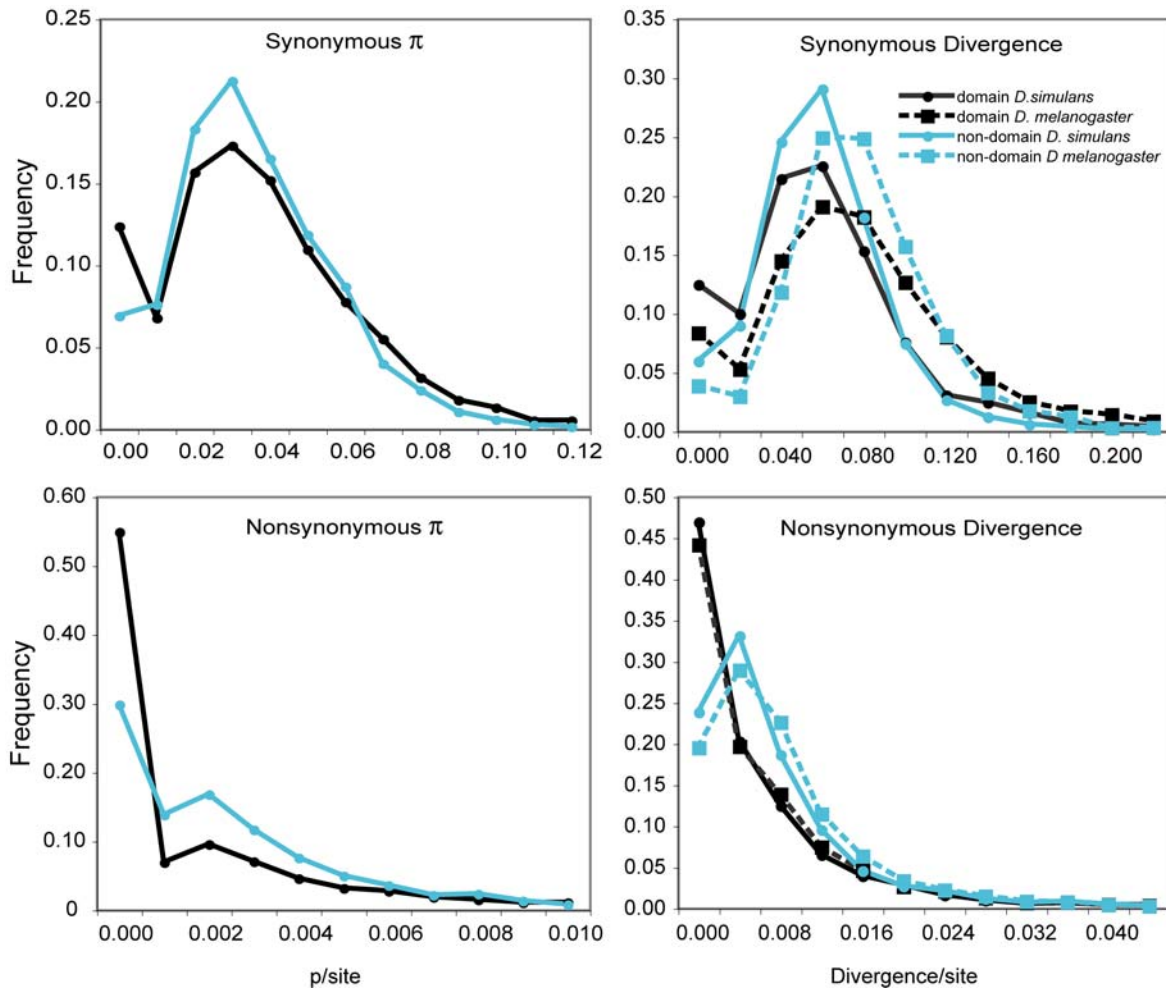 Synonymous π
0.25
0.20
0.15
0.10
0.05
0.00
0.00 0.02 0.04 0.06 0.08 0.10 0.12
Frequency
Synonymous Divergence
0.35
0.30
0.25
0.20
0.15
0.10
0.05
0.00
0.000 0.040 0.080 0.120 0.160 0.200
domain D.simulans
domain D. melanogaster
non-domain D. simulans
non-domain D melanogaster
Nonsynonymous π
0.60
0.50
0.40
0.30
0.20
0.10
0
0.000 0.002 0.004 0.006 0.008 0.010
Frequency
p/site
Nonsynonymous Divergence
0.50
0.45
0.40
0.35
0.30
0.25
0.20
0.15
0.10
0.05
0.00
0.000 0.008 0.016 0.024 0.032 0.040
Divergence/site